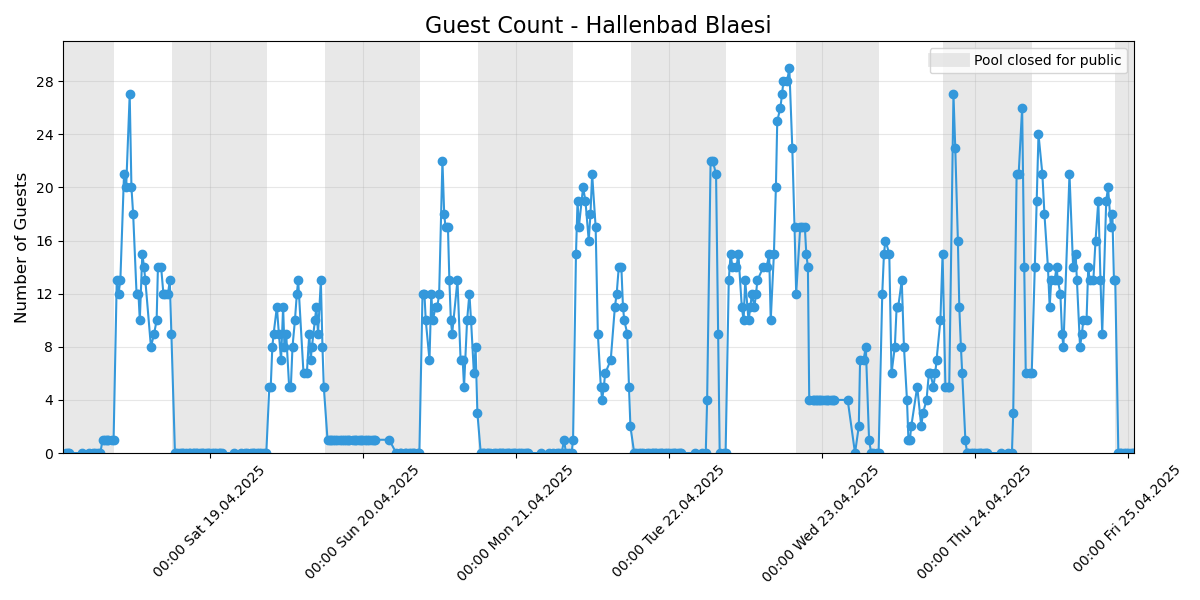 Guest Count - Hallenbad Blaesi
Pool closed for public
Number of Guests
28
24
20
16
12
8
4
0
00:00 Sat 19.04.2025
00:00 Sun 20.04.2025
00:00 Mon 21.04.2025
00:00 Tue 22.04.2025
00:00 Wed 23.04.2025
00:00 Thu 24.04.2025
00:00 Fri 25.04.2025